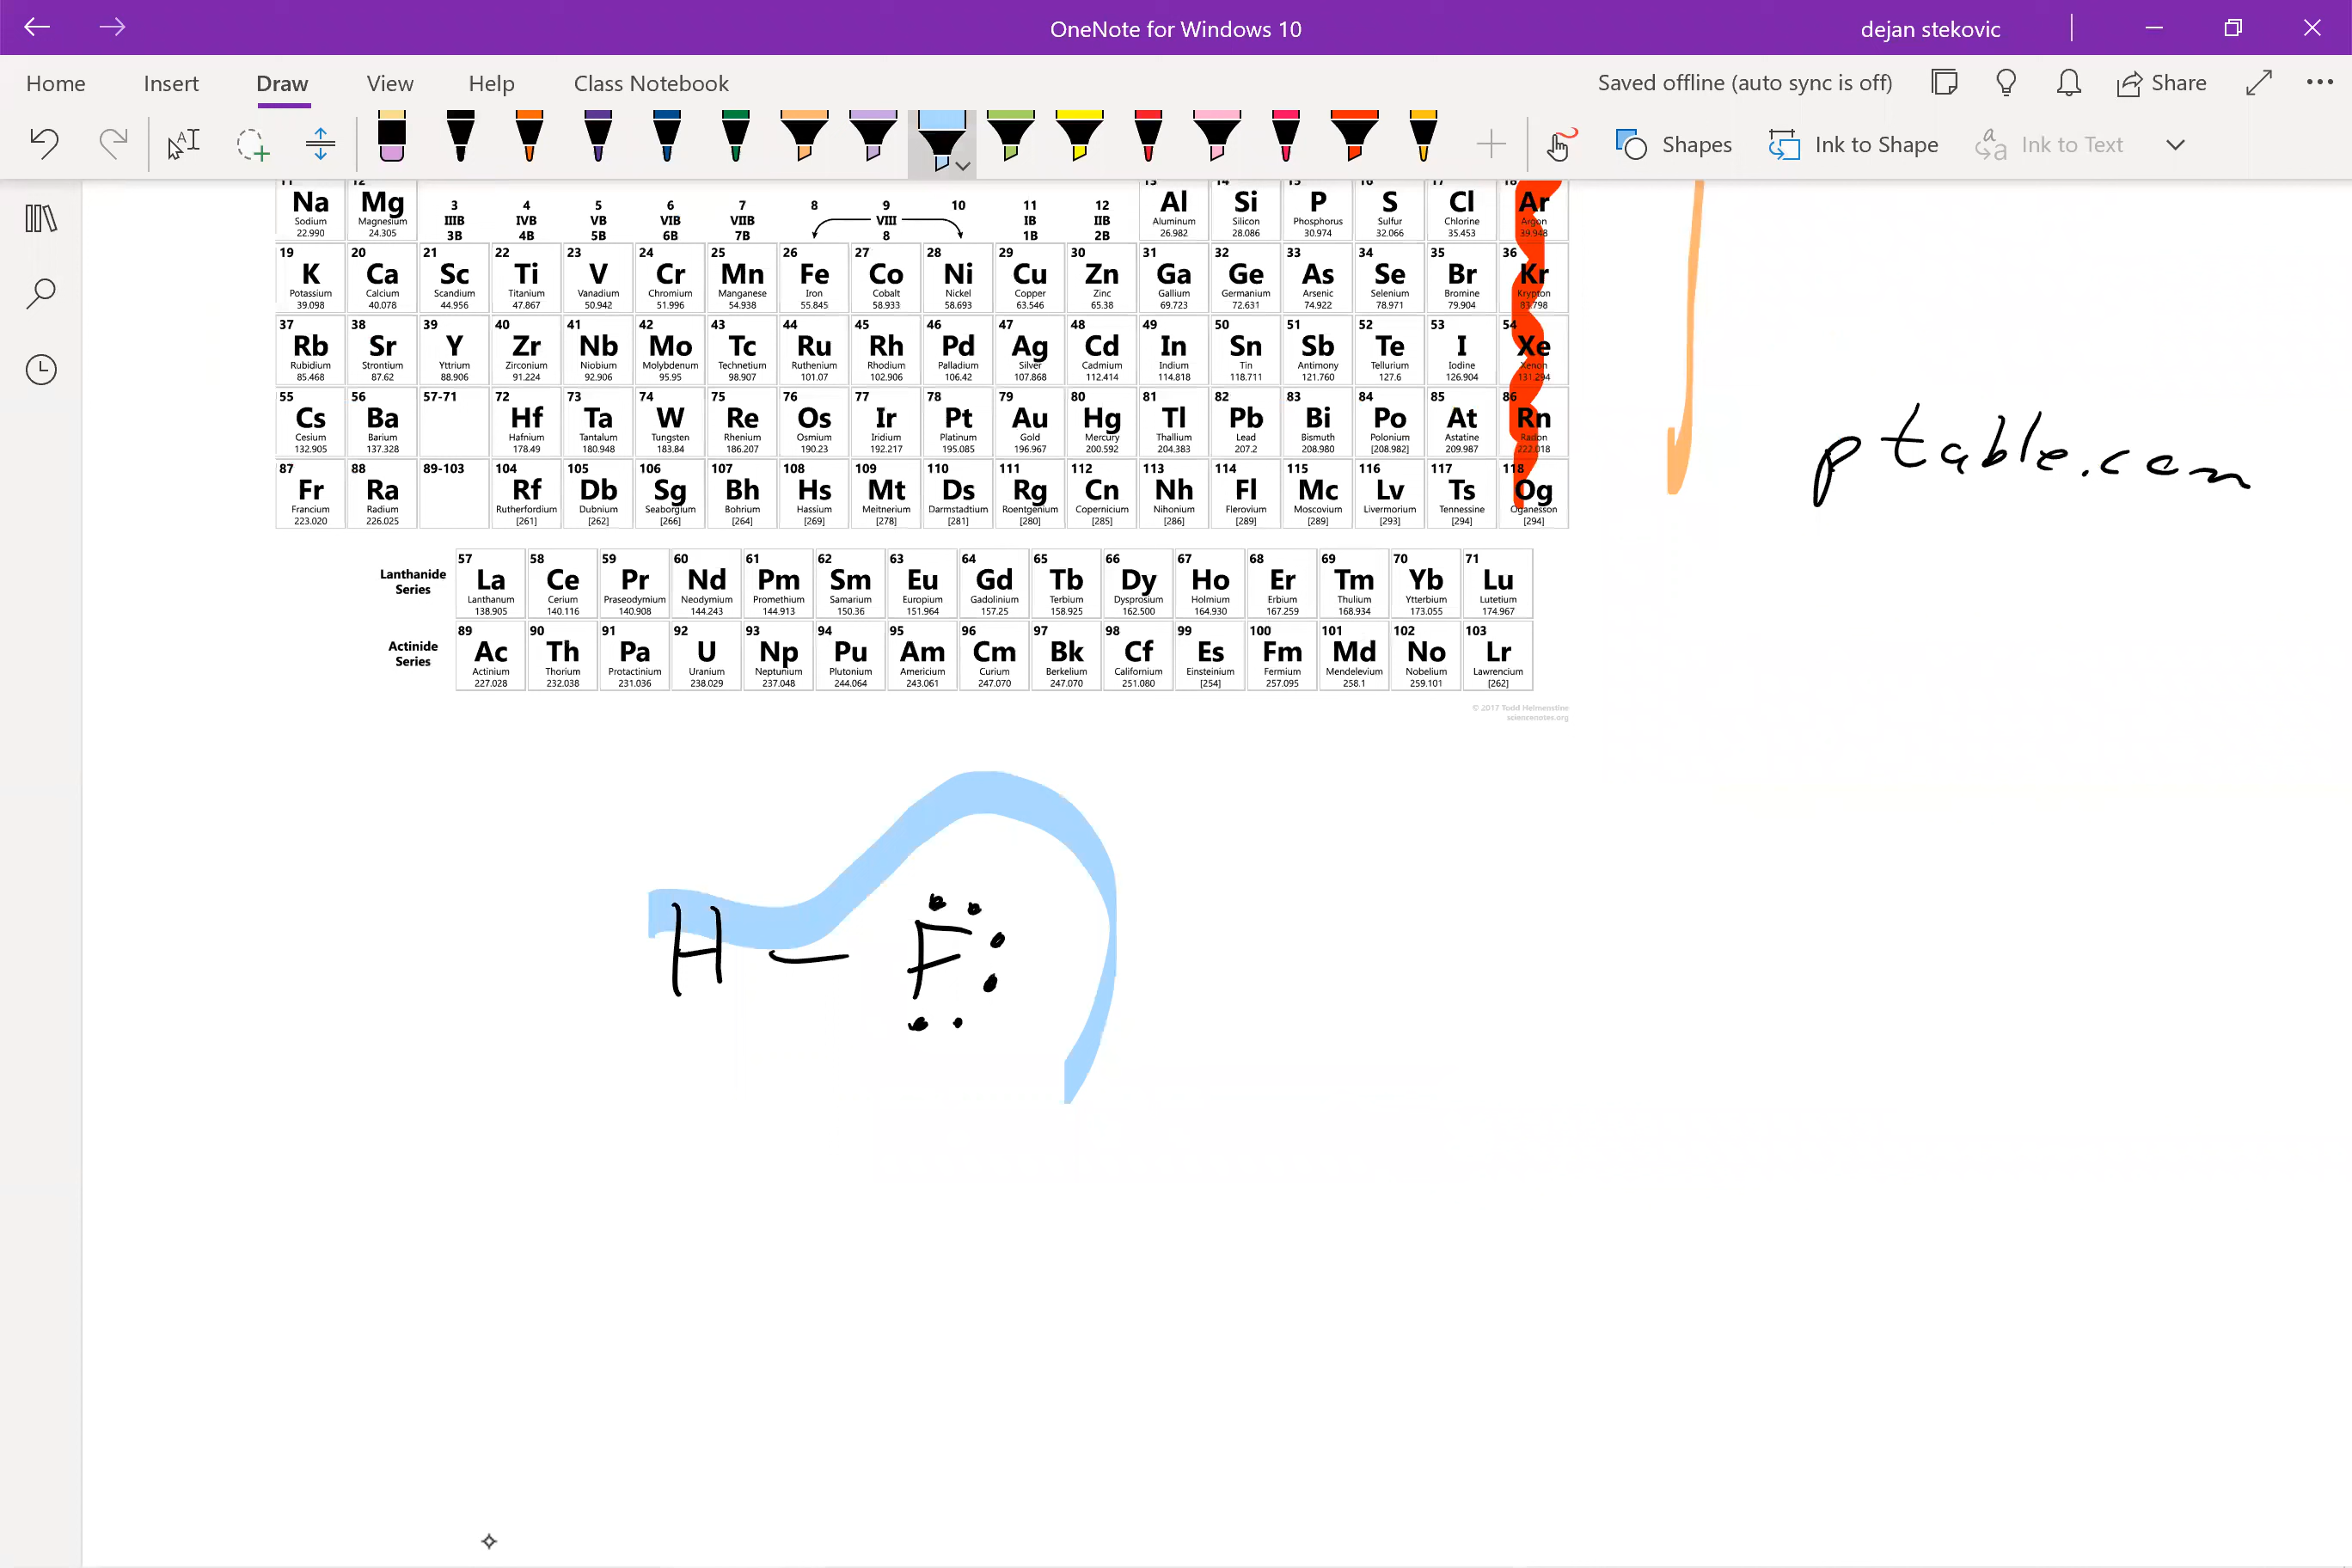 OneNote for Windows 10
dejan stekovic
Home Insert Draw View Help Class Notebook
Saved offline (auto sync is off) Share
Shapes Ink to Shape Ink to Text
11 12 13 14 15 16 17 18
Na Mg Al Si P S Cl Ar
Sodium Magnesium Aluminum Silicon Phosphorus Sulfur Chlorine Argon
22.990 24.305 26.982 28.086 30.974 32.066 35.453 39.948
3 4 5 6 7 8 9 10 11 12
IIIB IVB VB VIB VIIB VIII IB IIB
3B 4B 5B 6B 7B 8 1B 2B
19 20 21 22 23 24 25 26 27 28 29 30 31 32 33 34 35 36
K Ca Sc Ti V Cr Mn Fe Co Ni Cu Zn Ga Ge As Se Br Kr
Potassium Calcium Scandium Titanium Vanadium Chromium Manganese Iron Cobalt Nickel Copper Zinc Gallium Germanium Arsenic Selenium Bromine Krypton
39.098 40.078 44.956 47.867 50.942 51.996 54.938 55.845 58.933 58.693 63.546 65.38 69.723 72.631 74.922 78.971 79.904 83.798
37 38 39 40 41 42 43 44 45 46 47 48 49 50 51 52 53 54
Rb Sr Y Zr Nb Mo Tc Ru Rh Pd Ag Cd In Sn Sb Te I Xe
Rubidium Strontium Yttrium Zirconium Niobium Molybdenum Technetium Ruthenium Rhodium Palladium Silver Cadmium Indium Tin Antimony Tellurium Iodine Xenon
85.468 87.62 88.906 91.224 92.906 95.95 98.907 101.07 102.906 106.42 107.868 112.414 114.818 118.711 121.760 127.6 126.904 131.294
55 56 57-71 72 73 74 75 76 77 78 79 80 81 82 83 84 85 86
Cs Ba Hf Ta W Re Os Ir Pt Au Hg Tl Pb Bi Po At Rn
Cesium Barium Hafnium Tantalum Tungsten Rhenium Osmium Iridium Platinum Gold Mercury Thallium Lead Bismuth Polonium Astatine Radon
132.905 137.328 178.49 180.948 183.84 186.207 190.23 192.217 195.085 196.967 200.592 204.383 207.2 208.980 [208.982] 209.987 222.018
87 88 89-103 104 105 106 107 108 109 110 111 112 113 114 115 116 117 118
Fr Ra Rf Db Sg Bh Hs Mt Ds Rg Cn Nh Fl Mc Lv Ts Og
Francium Radium Rutherfordium Dubnium Seaborgium Bohrium Hassium Meitnerium Darmstadtium Roentgenium Copernicium Nihonium Flerovium Moscovium Livermorium Tennessine Oganesson
223.020 226.025 [261] [262] [266] [264] [269] [278] [281] [280] [285] [286] [289] [289] [293] [294] [294]
ptable.com
Lanthanide
Series
57 58 59 60 61 62 63 64 65 66 67 68 69 70 71
La Ce Pr Nd Pm Sm Eu Gd Tb Dy Ho Er Tm Yb Lu
Lanthanum Cerium Praseodymium Neodymium Promethium Samarium Europium Gadolinium Terbium Dysprosium Holmium Erbium Thulium Ytterbium Lutetium
138.905 140.116 140.908 144.243 144.913 150.36 151.964 157.25 158.925 162.500 164.930 167.259 168.934 173.055 174.967
Actinide
Series
89 90 91 92 93 94 95 96 97 98 99 100 101 102 103
Ac Th Pa U Np Pu Am Cm Bk Cf Es Fm Md No Lr
Actinium Thorium Protactinium Uranium Neptunium Plutonium Americium Curium Berkelium Californium Einsteinium Fermium Mendelevium Nobelium Lawrencium
227.028 232.038 231.036 238.029 237.048 244.064 243.061 247.070 247.070 251.080 [254] 257.095 258.1 259.101 [262]
© 2017 Todd Helmenstine
sciencenotes.org
H — F